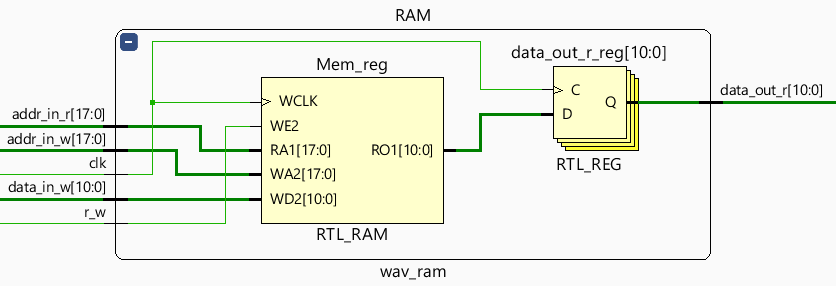 RAM
data_out_r_reg[10:0]
Mem_reg
data_out_r[10:0]
C
Q
D
RTL_REG
WCLK
addr_in_r[17:0]
WE2
addr_in_w[17:0]
RA1[17:0]
RO1[10:0]
clk
WA2[17:0]
data_in_w[10:0]
WD2[10:0]
r_w
RTL_RAM
wav_ram